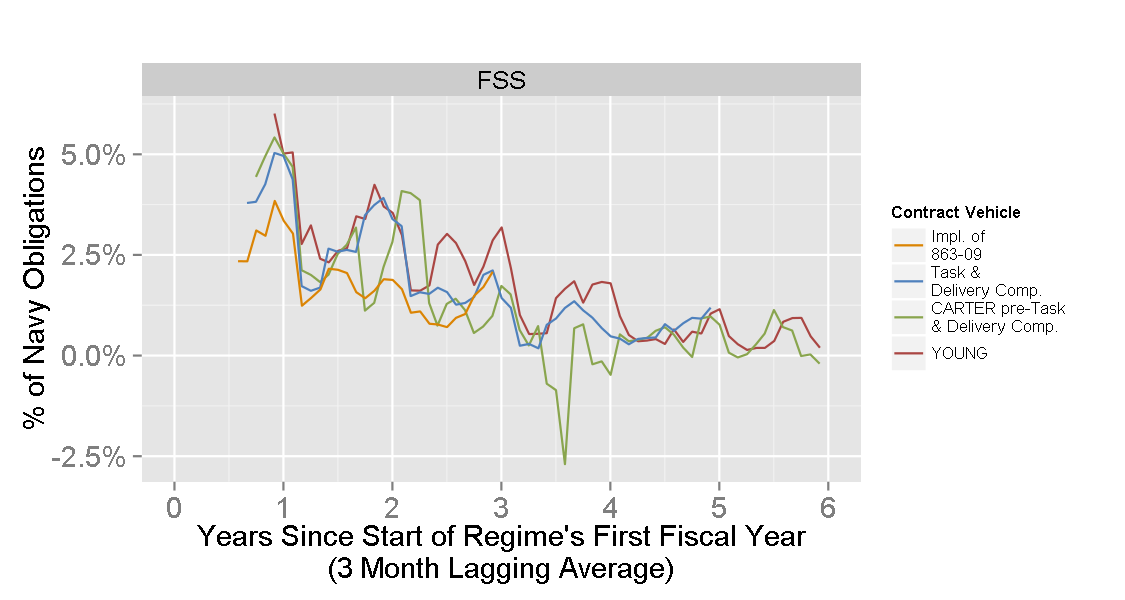 FSS
% of Navy Obligations
5.0%
2.5%
0.0%
-2.5%
0 1 2 3 4 5 6
Years Since Start of Regime's First Fiscal Year
(3 Month Lagging Average)
Contract Vehicle
Impl. of
863-09
Task &
Delivery Comp.
CARTER pre-Task
& Delivery Comp.
YOUNG